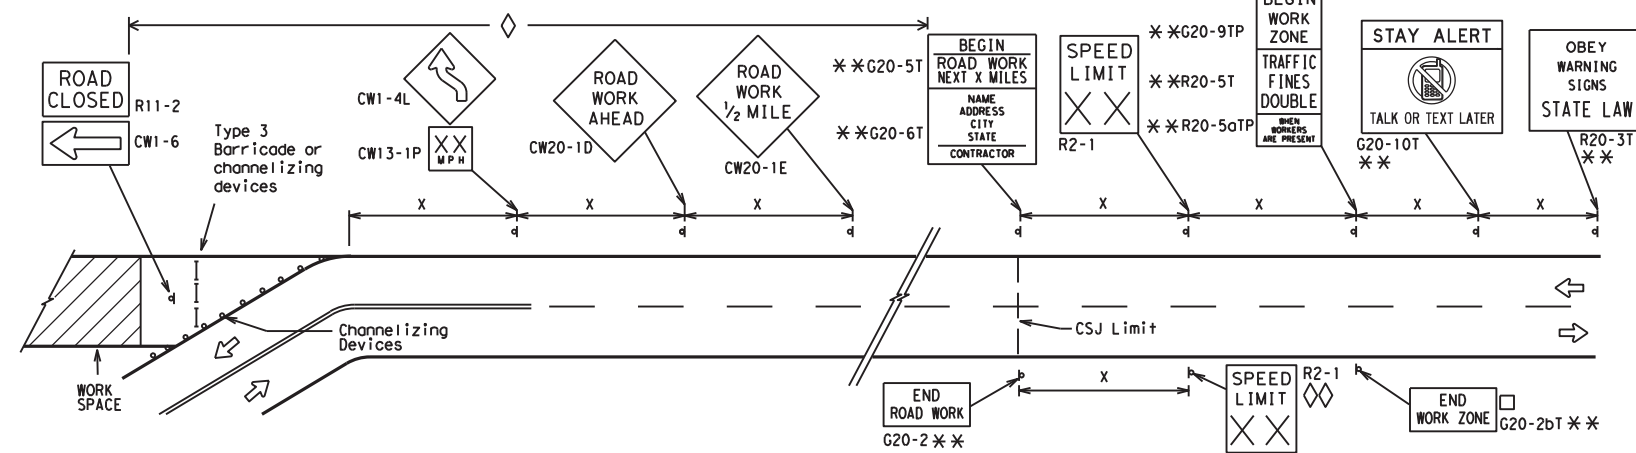 ROAD
CLOSED
R11-2
CW1-6
Type 3
Barricade or
channelizing
devices
CW1-4L
XX
MPH
CW13-1P
ROAD
WORK
AHEAD
CW20-1D
ROAD
WORK
1/2 MILE
CW20-1E
**G20-5T
BEGIN
ROAD WORK
NEXT X MILES
**G20-6T
NAME
ADDRESS
CITY
STATE
CONTRACTOR
SPEED
LIMIT
XX
R2-1
**G20-9TP
BEGIN
WORK
ZONE
**R20-5T
TRAFFIC
FINES
DOUBLE
**R20-5aTP
WHEN
WORKERS
ARE PRESENT
STAY ALERT
TALK OR TEXT LATER
G20-10T
**
OBEY
WARNING
SIGNS
STATE LAW
R20-3T
**
X
X
X
X
X
X
X
Channelizing
Devices
CSJ Limit
WORK
SPACE
END
ROAD WORK
G20-2**
X
SPEED
LIMIT
XX
R2-1
END
WORK ZONE
G20-2bT**